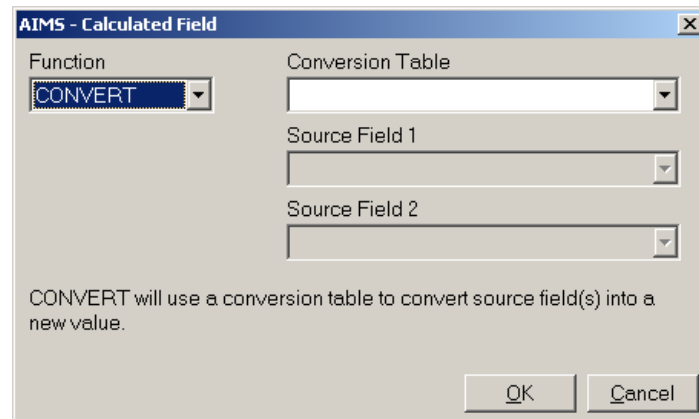 AIMS - Calculated Field
Function
Conversion Table
CONVERT
Source Field 1
Source Field 2
CONVERT will use a conversion table to convert source field(s) into a
new value.
OK
Cancel